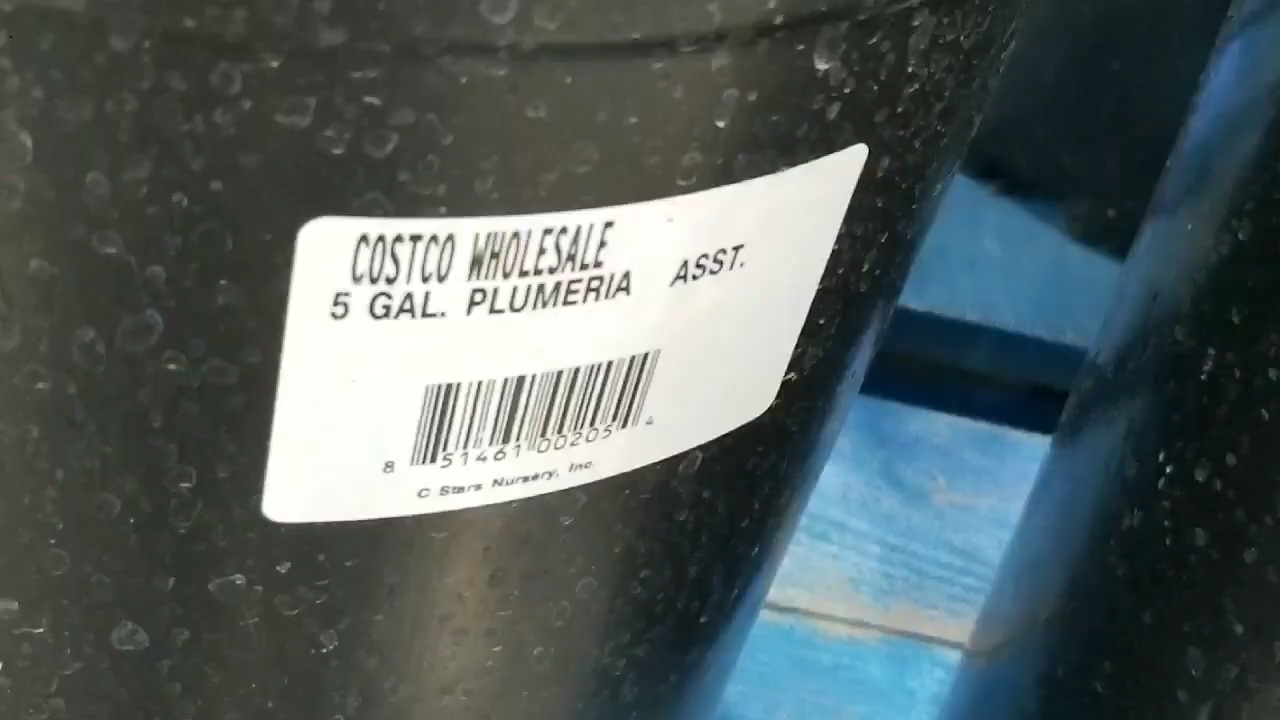 COSTCO WHOLESALE
5 GAL. PLUMERIA ASST.
8 51461 00205 4
C Stars Nursery, Inc.